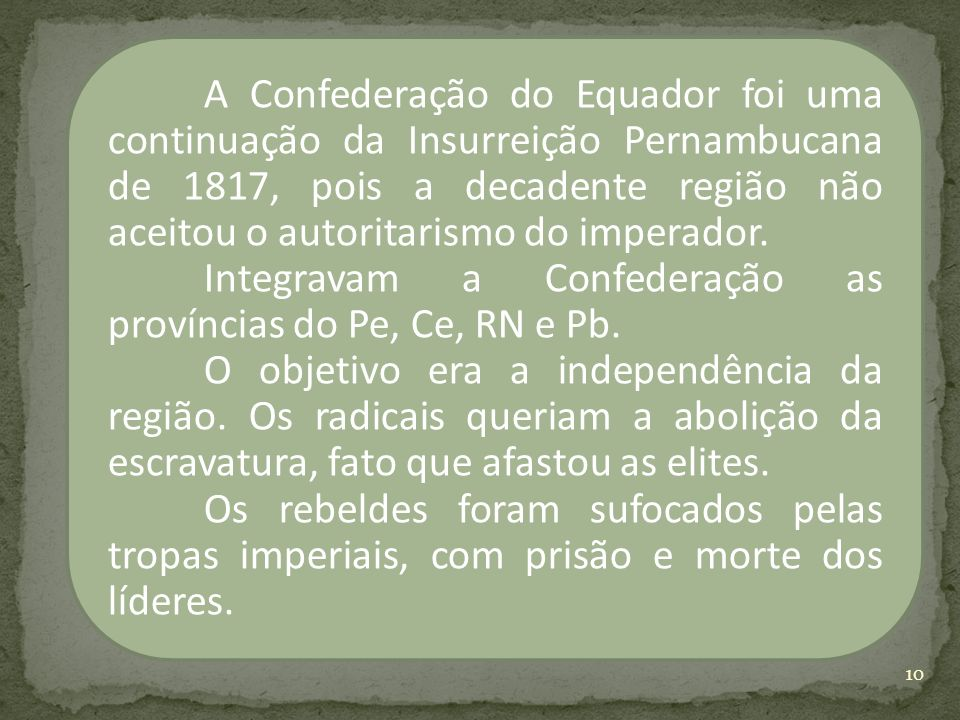 A Confederação do Equador foi uma
continuação da Insurreição Pernambucana
de 1817, pois a decadente região não
aceitou o autoritarismo do imperador.
Integravam a Confederação as
províncias do Pe, Ce, RN e Pb.
O objetivo era a independência da
região. Os radicais queriam a abolição da
escravatura, fato que afastou as elites.
Os rebeldes foram sufocados pelas
tropas imperiais, com prisão e morte dos
líderes.
10